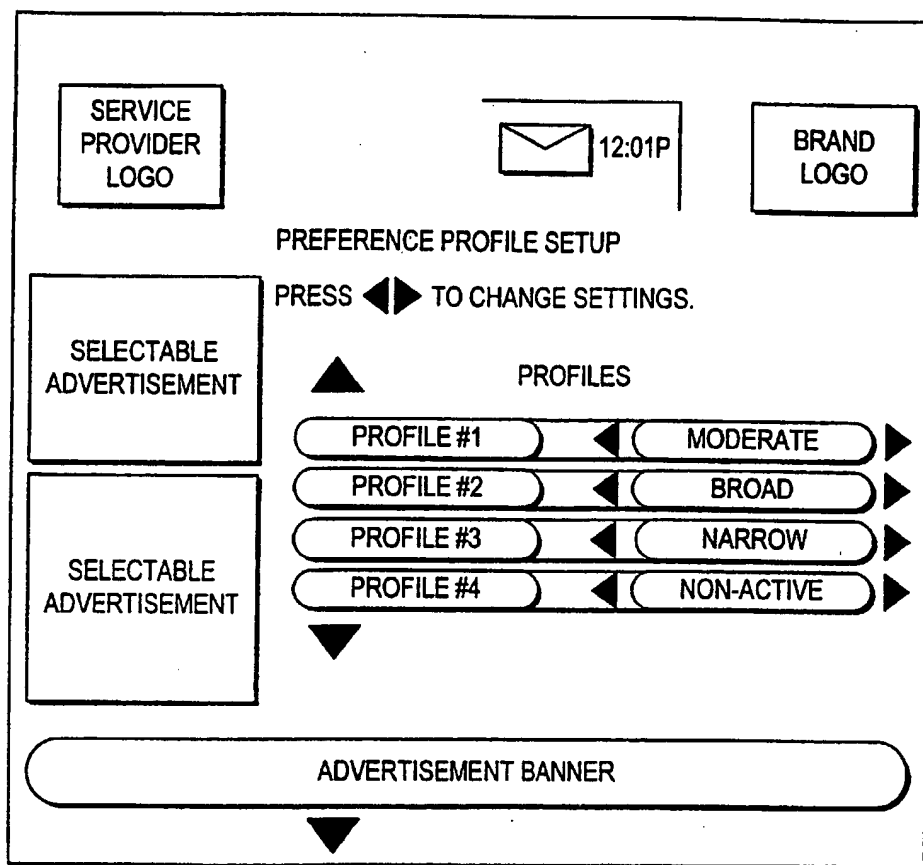 SERVICE
PROVIDER
LOGO
12:01P
BRAND
LOGO
PREFERENCE PROFILE SETUP
PRESS ◀▶ TO CHANGE SETTINGS.
SELECTABLE
ADVERTISEMENT
PROFILES
PROFILE #1 MODERATE
PROFILE #2 BROAD
PROFILE #3 NARROW
PROFILE #4 NON-ACTIVE
SELECTABLE
ADVERTISEMENT
ADVERTISEMENT BANNER